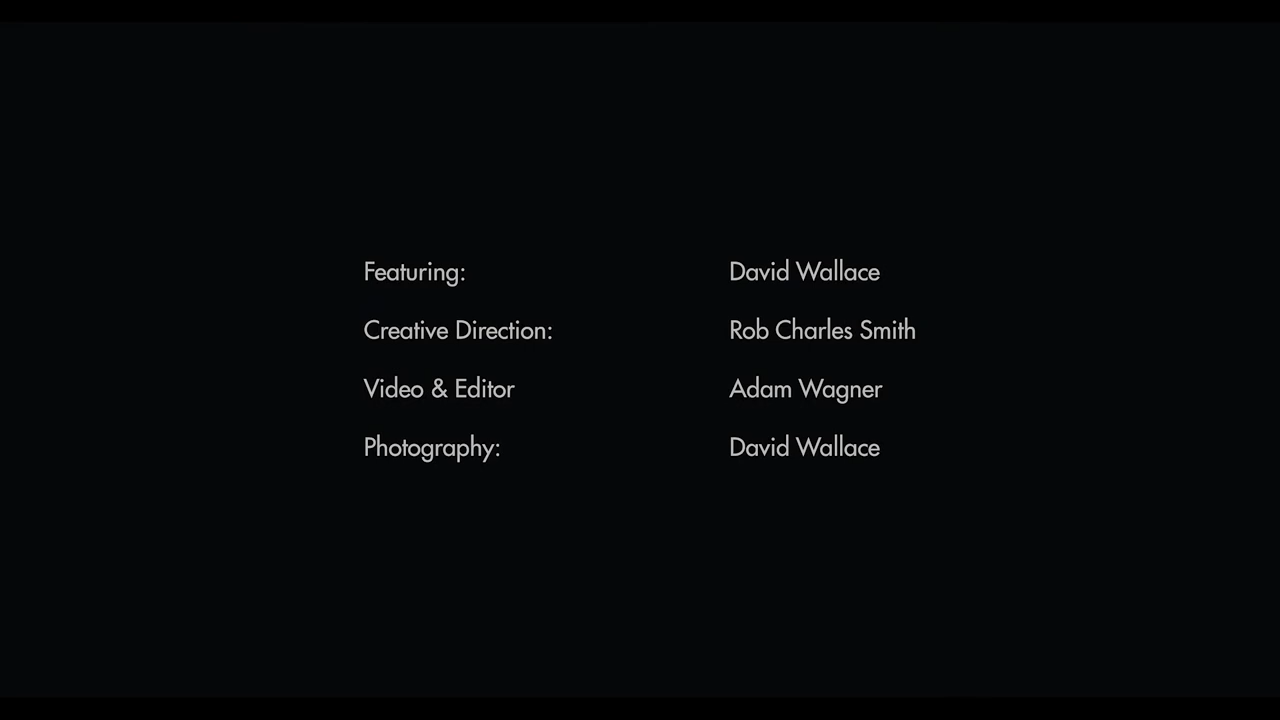 Featuring: David Wallace
Creative Direction: Rob Charles Smith
Video & Editor Adam Wagner
Photography: David Wallace